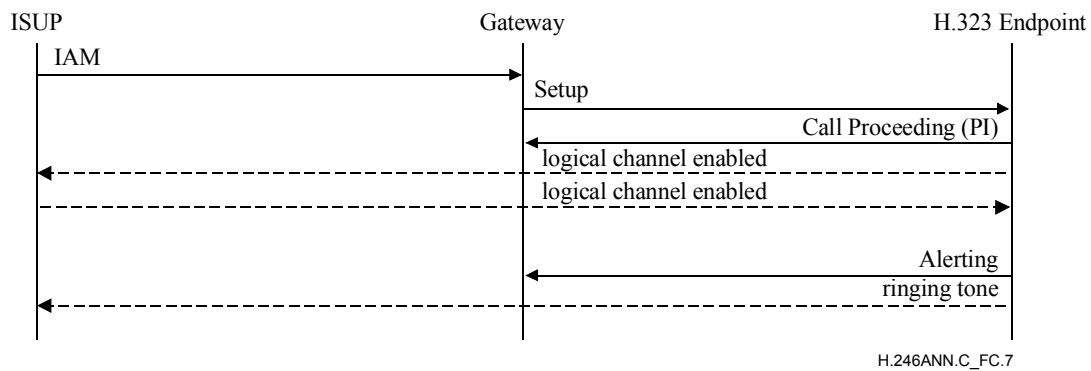 ISUP Gateway H.323 Endpoint
IAM
Setup
Call Proceeding (PI)
logical channel enabled
logical channel enabled
Alerting
ringing tone
H.246ANN.C_FC.7